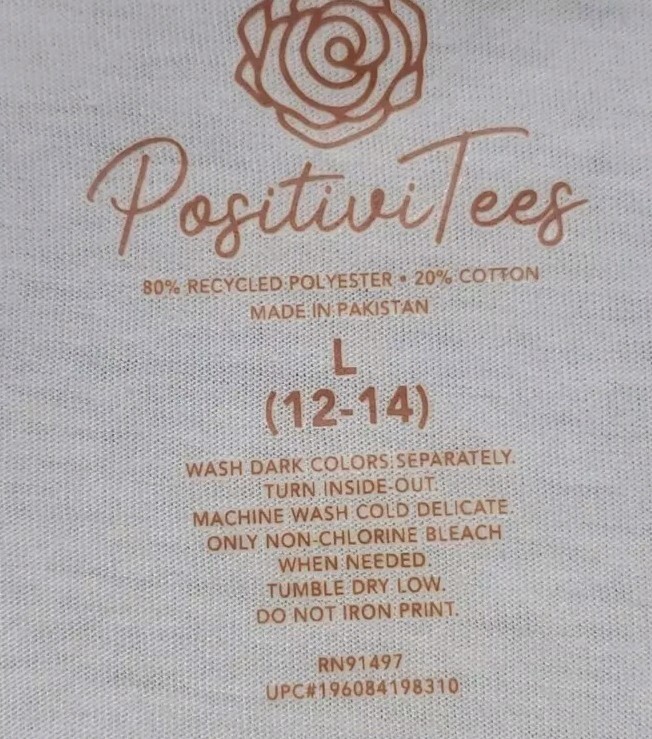 PositiviTees
80% RECYCLED POLYESTER • 20% COTTON
MADE IN PAKISTAN
L
(12-14)
WASH DARK COLORS SEPARATELY.
TURN INSIDE-OUT.
MACHINE WASH COLD DELICATE.
ONLY NON-CHLORINE BLEACH
WHEN NEEDED.
TUMBLE DRY LOW.
DO NOT IRON PRINT.
RN91497
UPC#196084198310